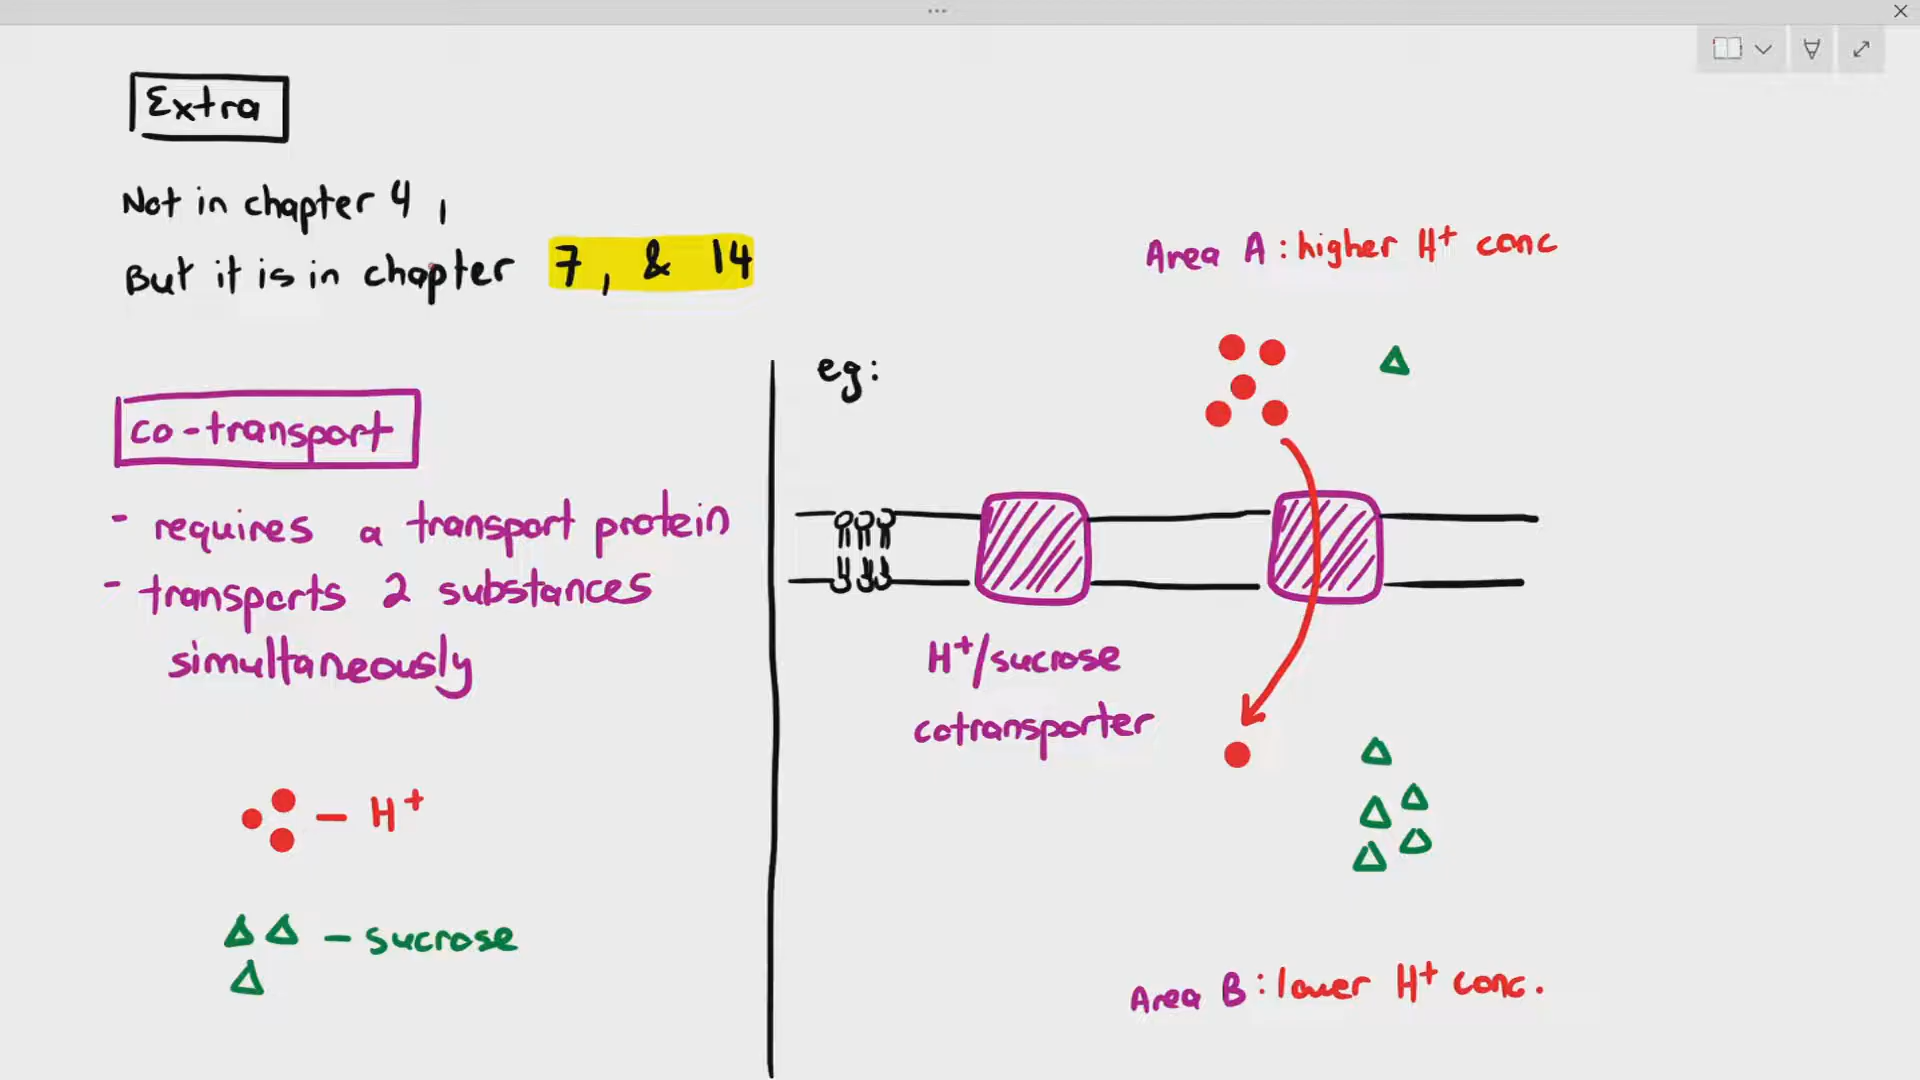 Extra
Not in chapter 4,
But it is in chapter 7, & 14
co-transport
- requires a transport protein
- transports 2 substances
simultaneously
— H⁺
— sucrose
eg:
Area A: higher H⁺ conc
H⁺/sucrose
cotransporter
Area B: lower H⁺ conc.